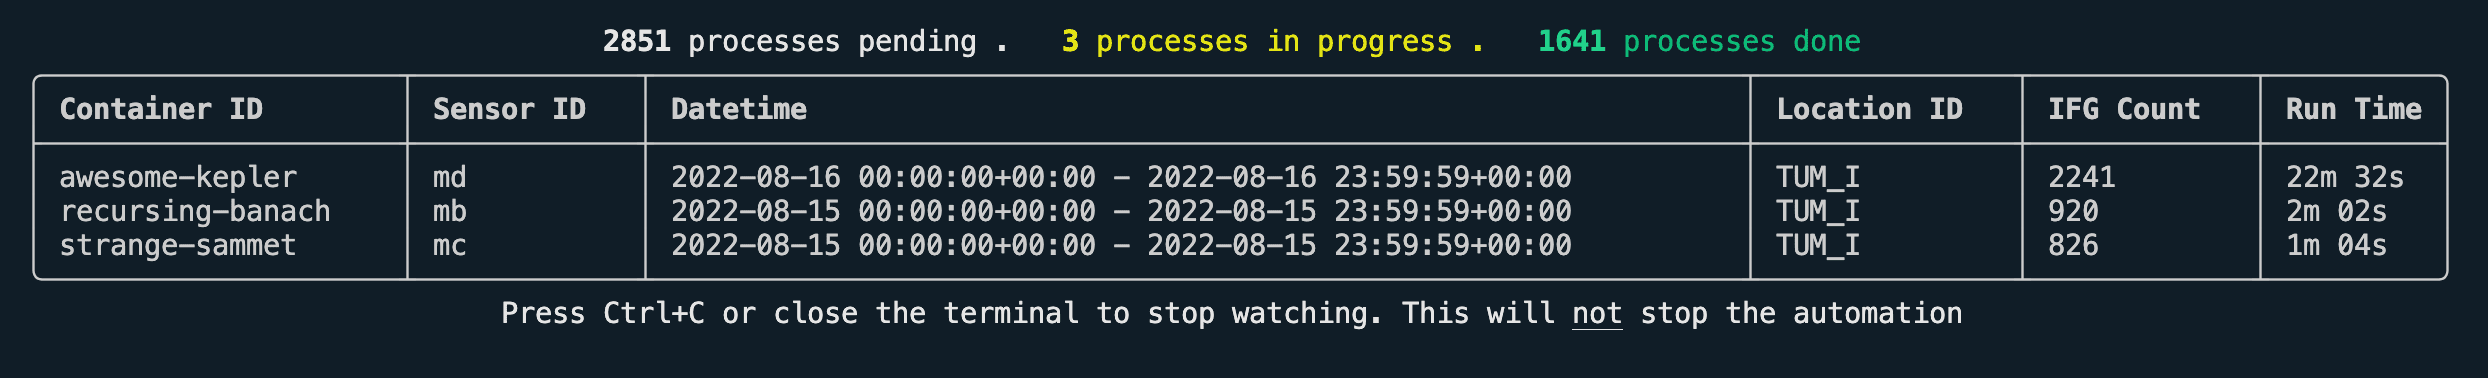 2851 processes pending . 3 processes in progress . 1641 processes done
Container ID Sensor ID Datetime Location ID IFG Count Run Time
awesome-kepler md 2022-08-16 00:00:00+00:00 - 2022-08-16 23:59:59+00:00 TUM_I 2241 22m 32s
recursing-banach mb 2022-08-15 00:00:00+00:00 - 2022-08-15 23:59:59+00:00 TUM_I 920 2m 02s
strange-sammet mc 2022-08-15 00:00:00+00:00 - 2022-08-15 23:59:59+00:00 TUM_I 826 1m 04s
Press Ctrl+C or close the terminal to stop watching. This will not stop the automation